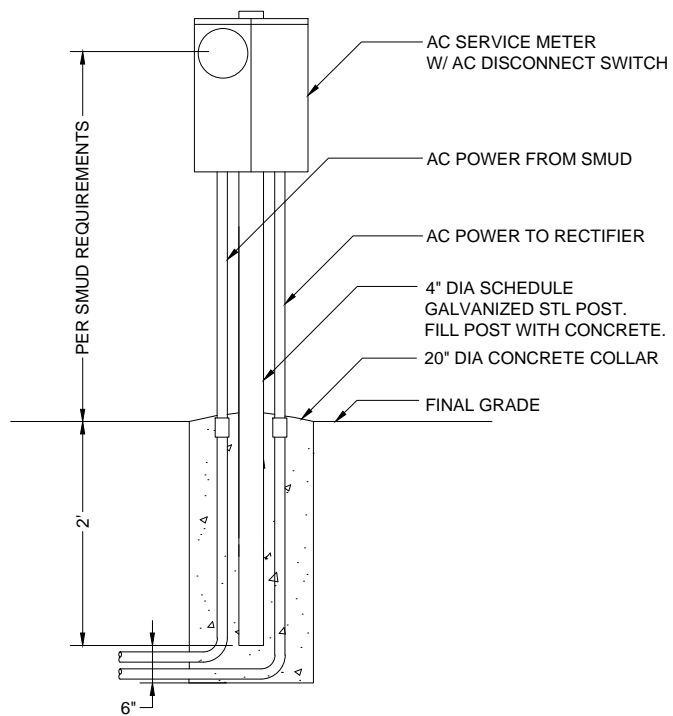 AC SERVICE METER
W/ AC DISCONNECT SWITCH
PER SMUD REQUIREMENTS
AC POWER FROM SMUD
AC POWER TO RECTIFIER
4" DIA SCHEDULE
GALVANIZED STL POST.
FILL POST WITH CONCRETE.
20" DIA CONCRETE COLLAR
FINAL GRADE
2'
6"